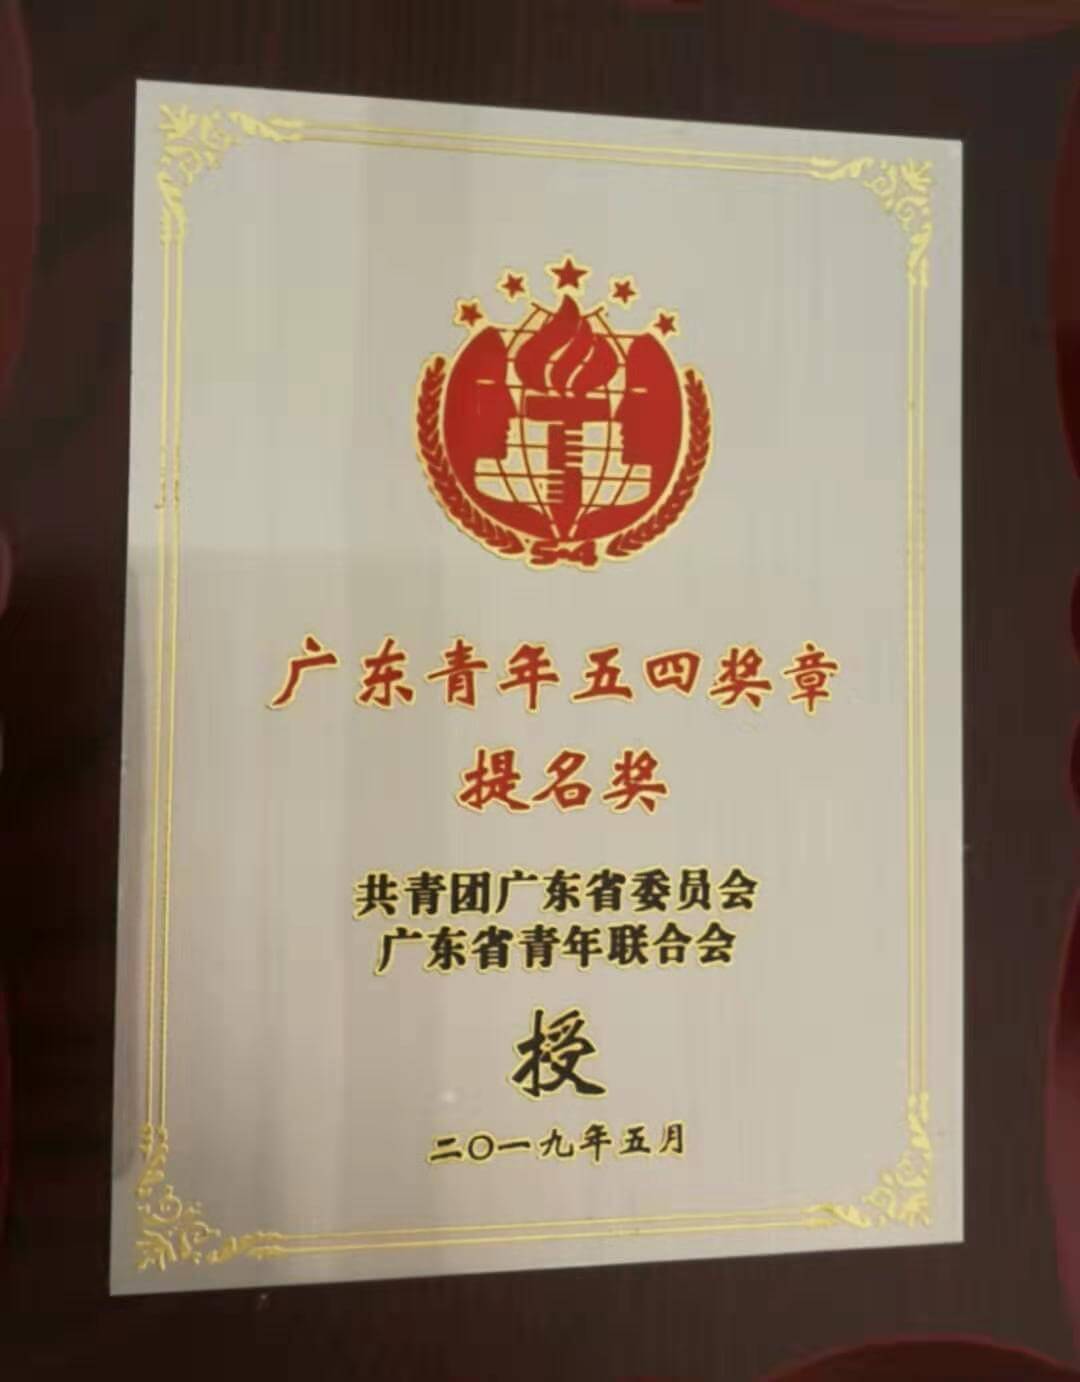 5-4
广东青年五四奖章
提名奖
共青团广东省委员会
广东省青年联合会
授
二〇一九年五月